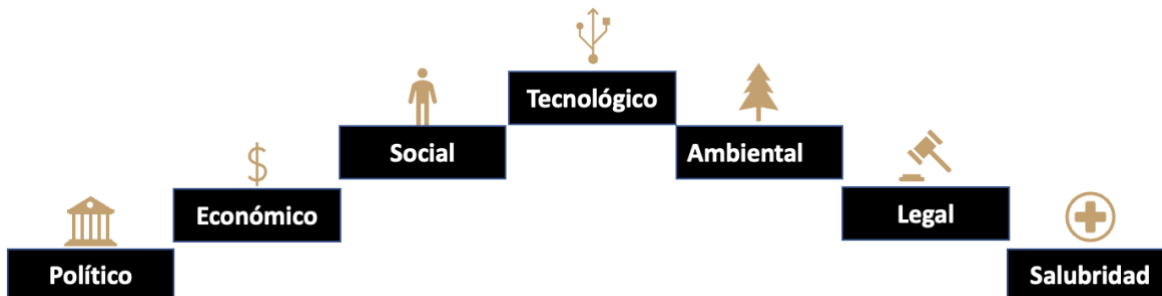 Político
Económico
Social
Tecnológico
Ambiental
Legal
Salubridad